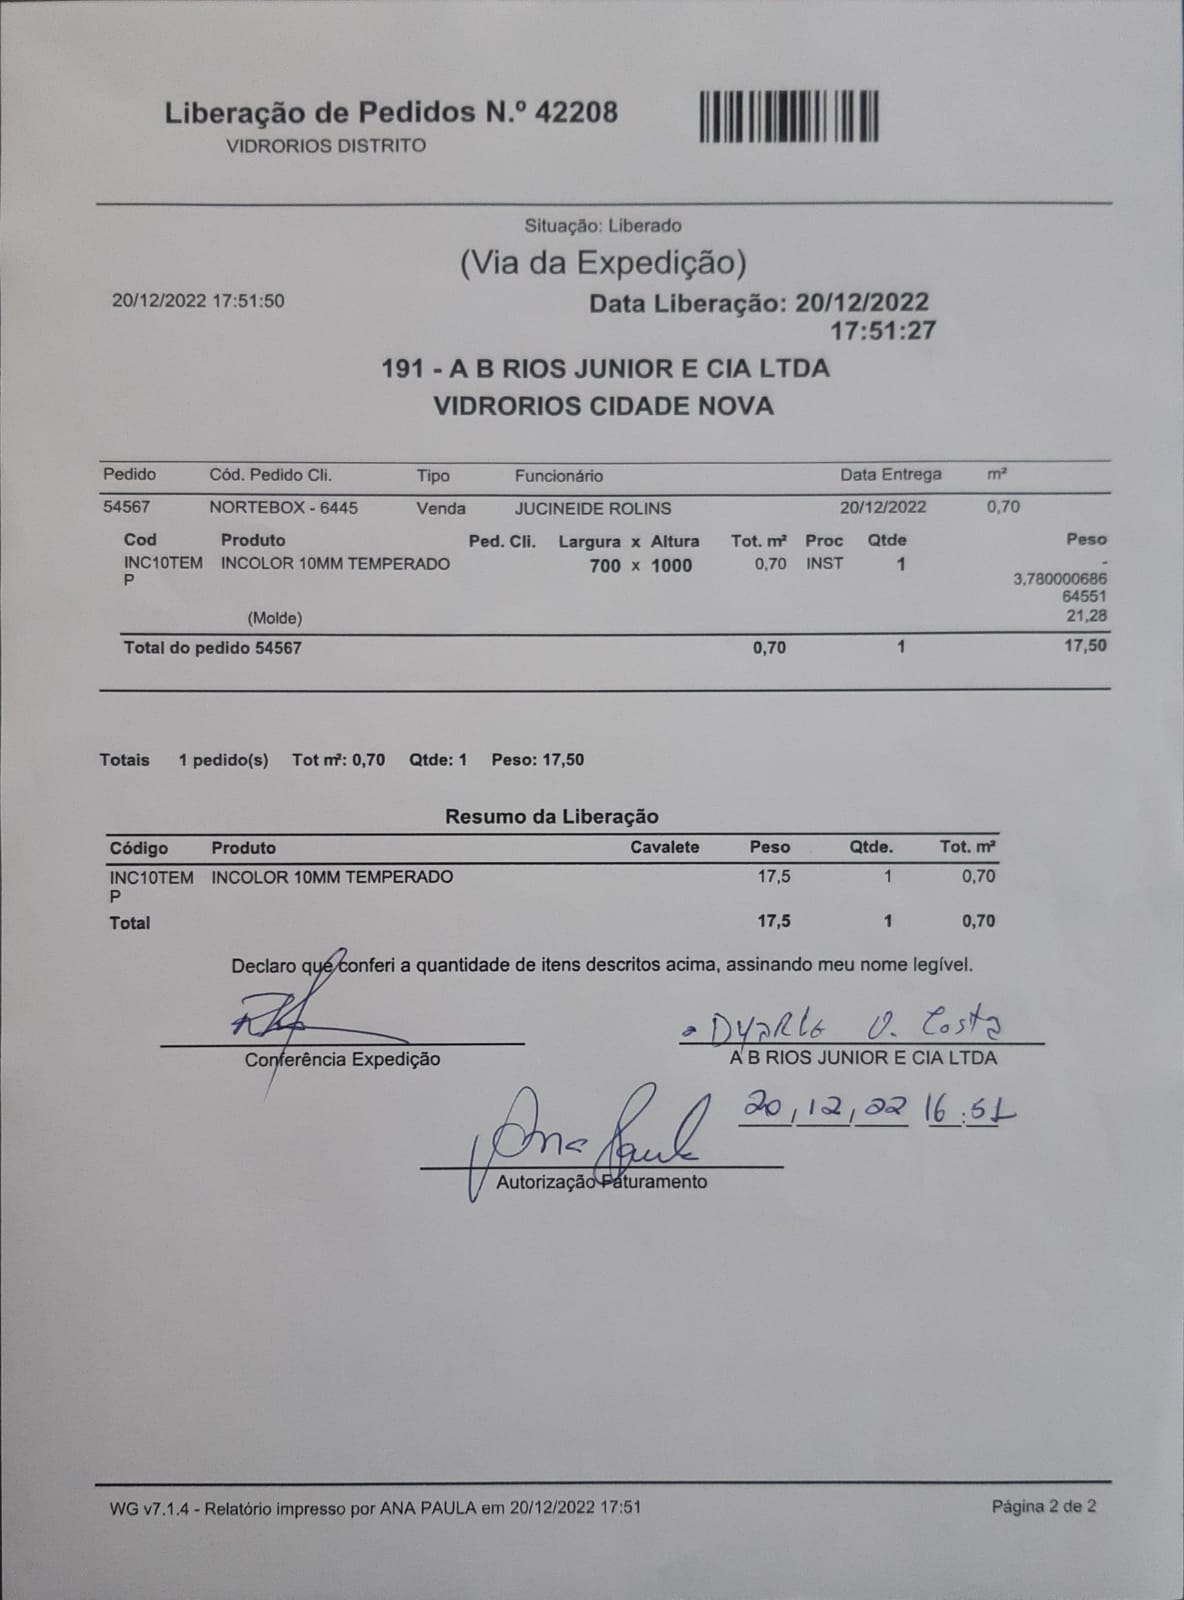 Liberação de Pedidos N.º 42208
VIDRORIOS DISTRITO
Situação: Liberado
(Via da Expedição)
20/12/2022 17:51:50 Data Liberação: 20/12/2022
17:51:27
191 - A B RIOS JUNIOR E CIA LTDA
VIDRORIOS CIDADE NOVA
Pedido Cód. Pedido Cli. Tipo Funcionário Data Entrega m²
54567 NORTEBOX - 6445 Venda JUCINEIDE ROLINS 20/12/2022 0,70
Cod Produto Ped. Cli. Largura x Altura Tot. m² Proc Qtde Peso
INC10TEM INCOLOR 10MM TEMPERADO 700 x 1000 0,70 INST 1 -
P 3,780000686
64551
(Molde) 21,28
Total do pedido 54567 0,70 1 17,50
Totais 1 pedido(s) Tot m²: 0,70 Qtde: 1 Peso: 17,50
Resumo da Liberação
Código Produto Cavalete Peso Qtde. Tot. m²
INC10TEM INCOLOR 10MM TEMPERADO 17,5 1 0,70
P
Total 17,5 1 0,70
Declaro que conferi a quantidade de itens descritos acima, assinando meu nome legível.
O. Costa
Conferência Expedição A B RIOS JUNIOR E CIA LTDA
20/12/22 16:51
Ana Paula
Autorização Faturamento
WG v7.1.4 - Relatório impresso por ANA PAULA em 20/12/2022 17:51 Página 2 de 2